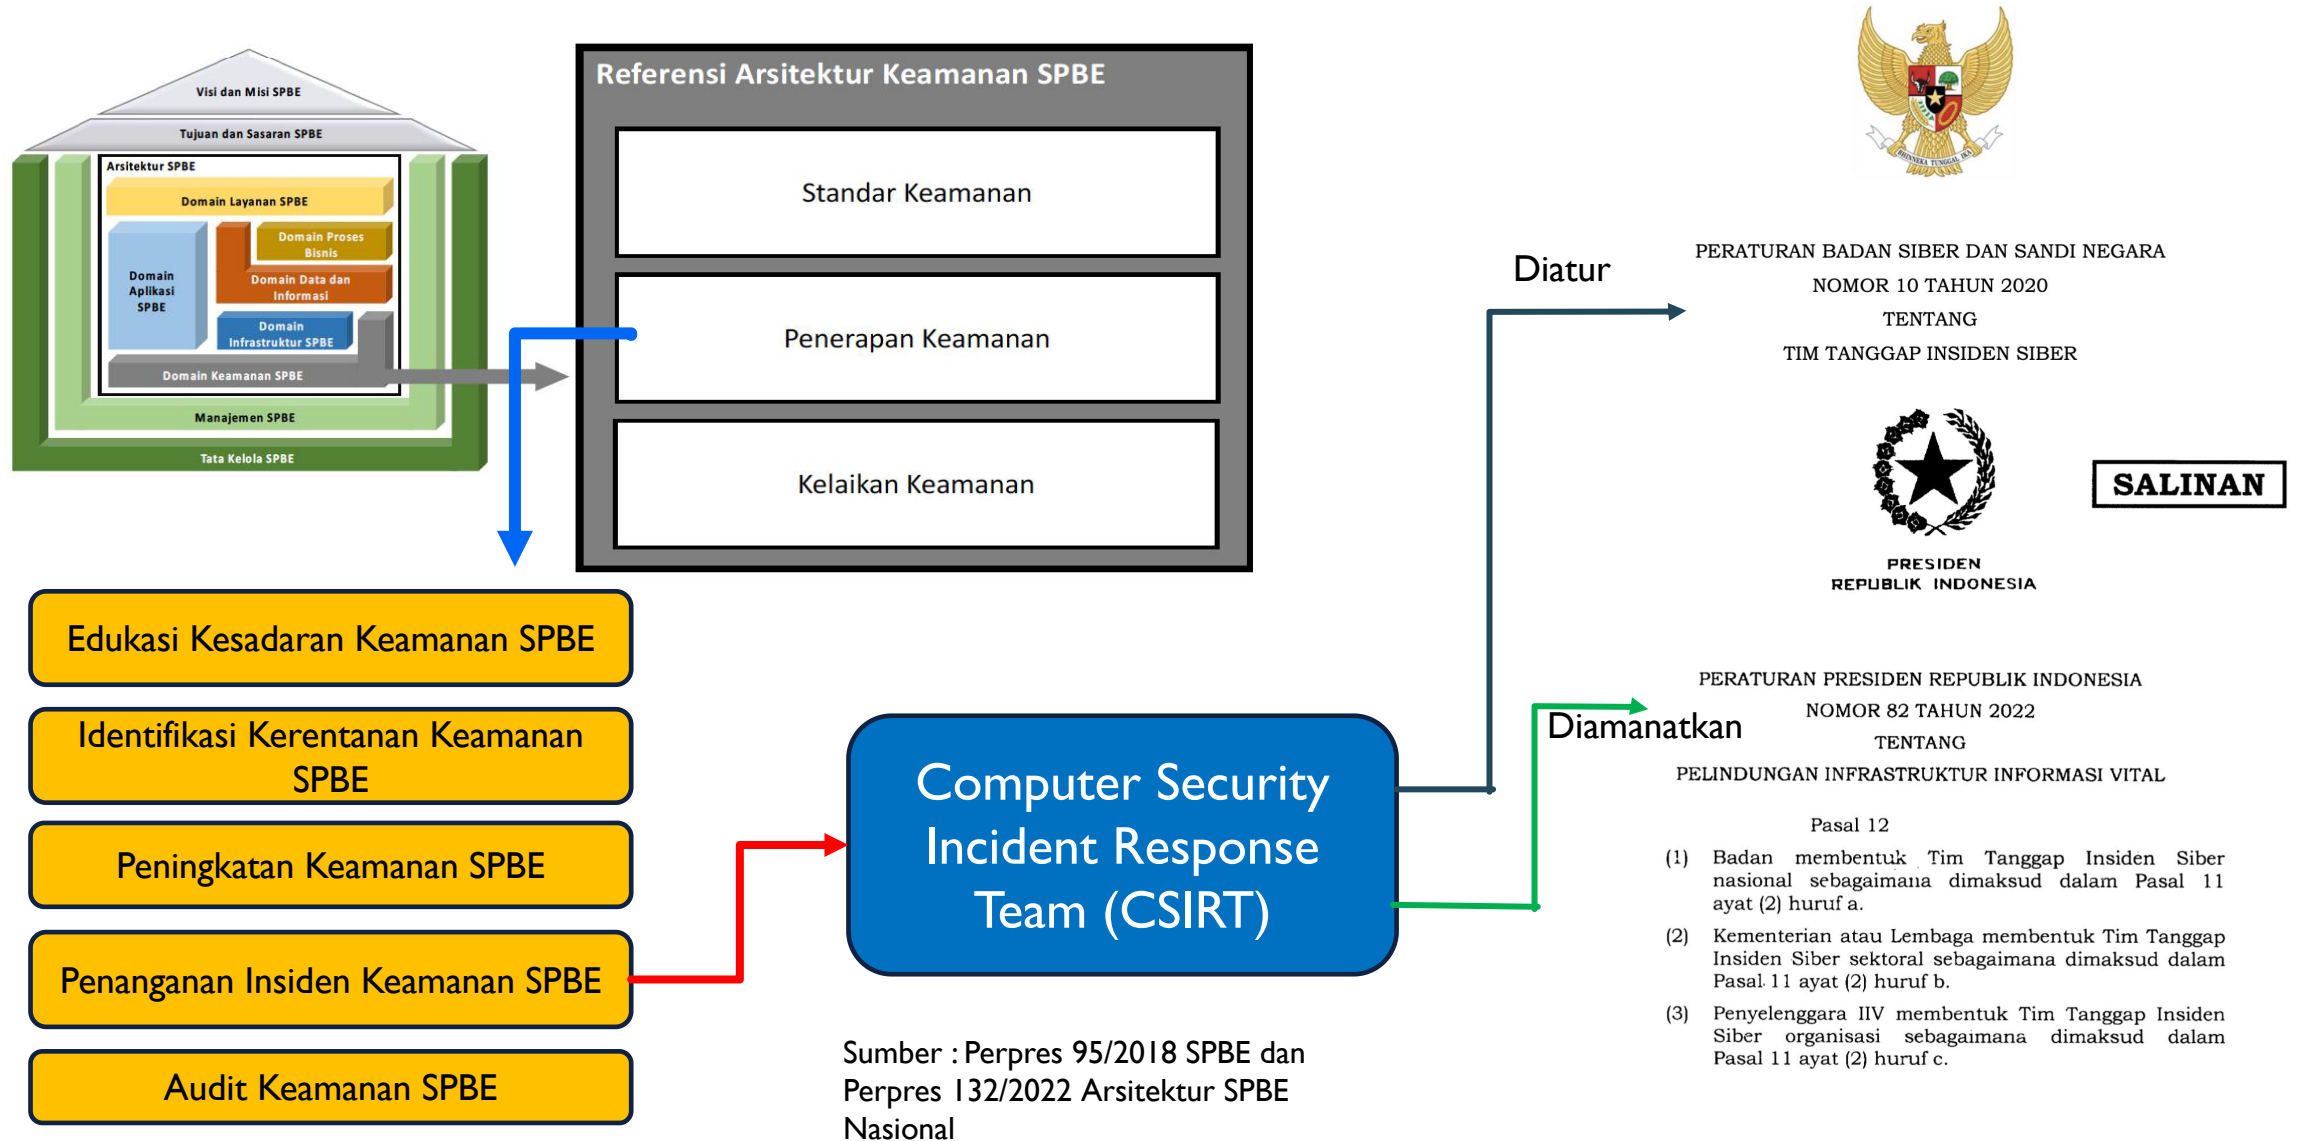 Visi dan Misi SPBE
Tujuan dan Sasaran SPBE
Arsitektur SPBE
Domain Layanan SPBE
Domain Proses
Bisnis
Domain
Aplikasi
SPBE
Domain Data dan
Informasi
Domain
Infrastruktur SPBE
Domain Keamanan SPBE
Manajemen SPBE
Tata Kelola SPBE
Referensi Arsitektur Keamanan SPBE
Standar Keamanan
Penerapan Keamanan
Kelaikan Keamanan
Edukasi Kesadaran Keamanan SPBE
Identifikasi Kerentanan Keamanan
SPBE
Peningkatan Keamanan SPBE
Penanganan Insiden Keamanan SPBE
Audit Keamanan SPBE
Computer Security
Incident Response
Team (CSIRT)
Sumber : Perpres 95/2018 SPBE dan
Perpres 132/2022 Arsitektur SPBE
Nasional
Diatur
Diamanatkan
BHINNEKA TUNGGAL IKA
PERATURAN BADAN SIBER DAN SANDI NEGARA
NOMOR 10 TAHUN 2020
TENTANG
TIM TANGGAP INSIDEN SIBER
SALINAN
PRESIDEN
REPUBLIK INDONESIA
PERATURAN PRESIDEN REPUBLIK INDONESIA
NOMOR 82 TAHUN 2022
TENTANG
PELINDUNGAN INFRASTRUKTUR INFORMASI VITAL
Pasal 12
(1) Badan membentuk Tim Tanggap Insiden Siber
nasional sebagaimana dimaksud dalam Pasal 11
ayat (2) huruf a.
(2) Kementerian atau Lembaga membentuk Tim Tanggap
Insiden Siber sektoral sebagaimana dimaksud dalam
Pasal 11 ayat (2) huruf b.
(3) Penyelenggara IIV membentuk Tim Tanggap Insiden
Siber organisasi sebagaimana dimaksud dalam
Pasal 11 ayat (2) huruf c.